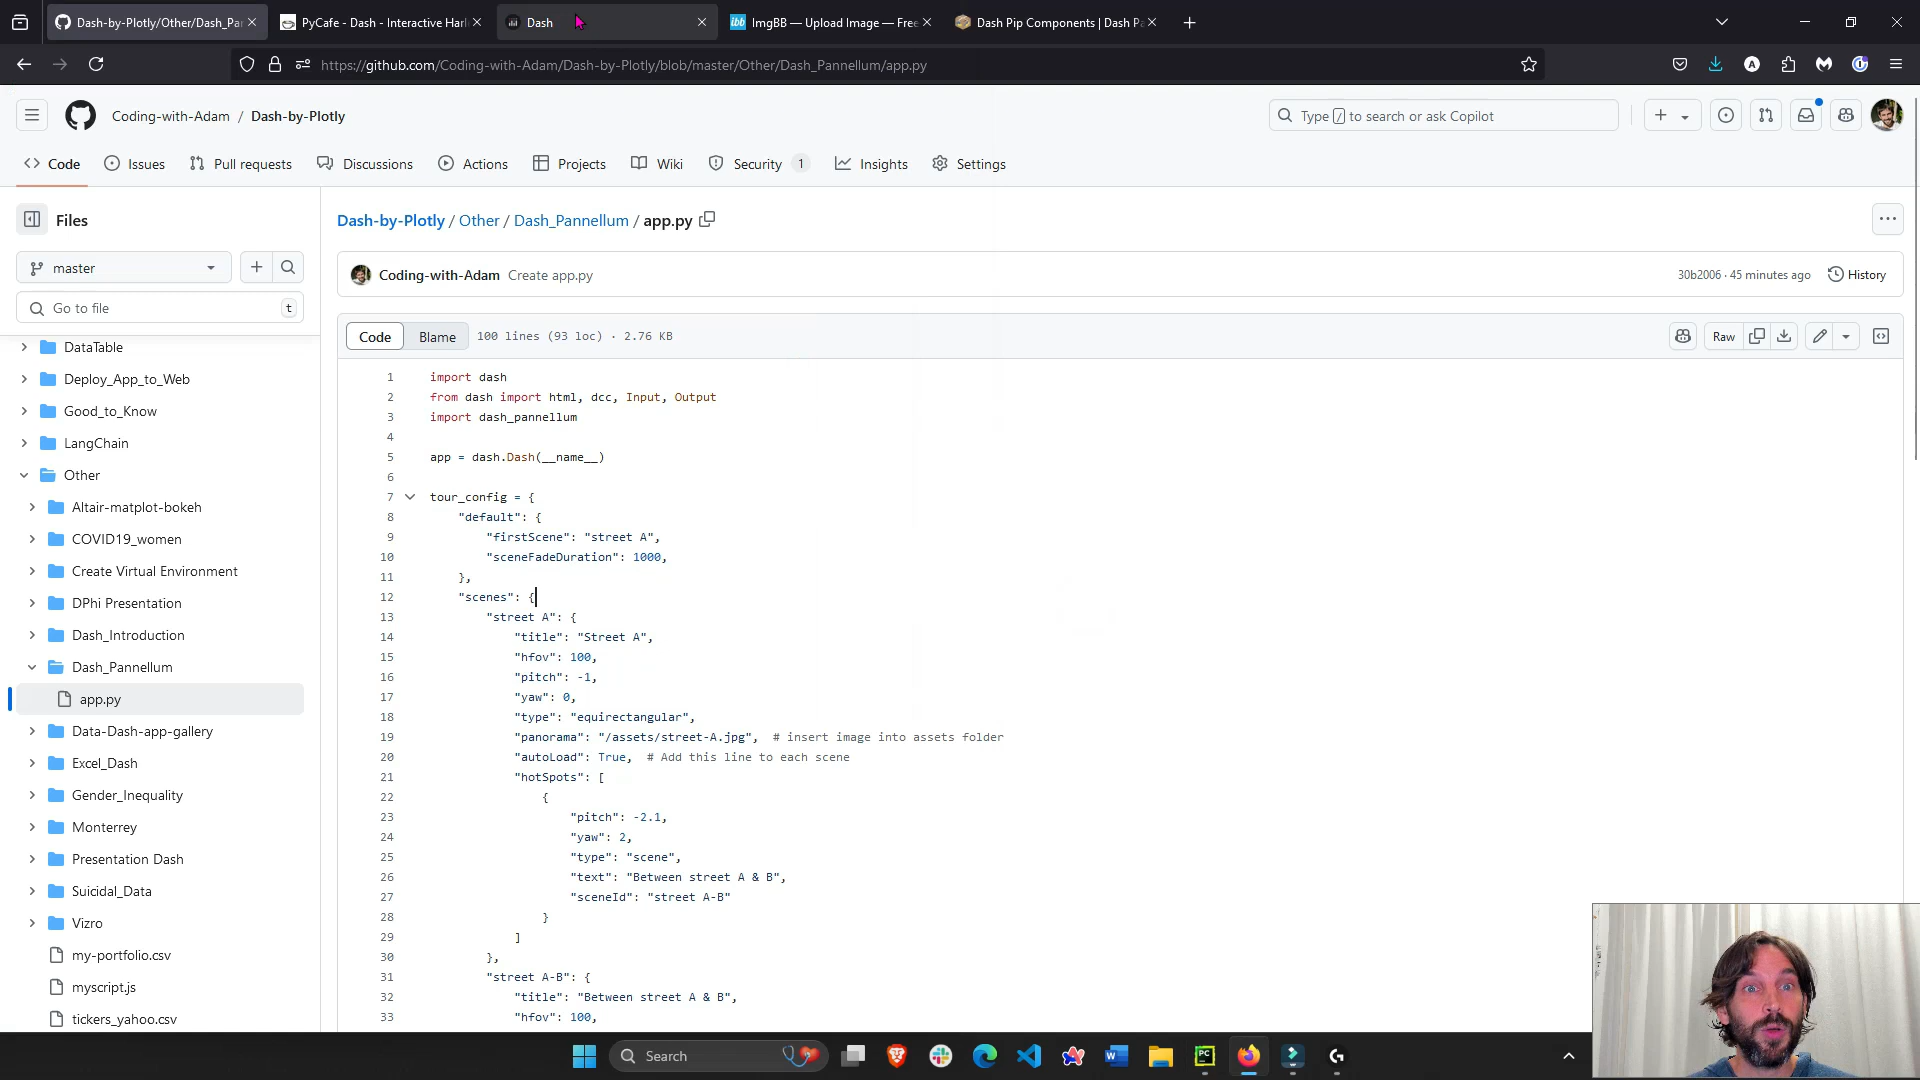 Dash-by-Plotly/Other/Dash_Pa
PyCafe - Dash - Interactive Harl
Dash
ibb ImgBB — Upload Image — Free
Dash Pip Components | Dash P
https://github.com/Coding-with-Adam/Dash-by-Plotly/blob/master/Other/Dash_Pannellum/app.py
Coding-with-Adam / Dash-by-Plotly
Type / to search or ask Copilot
Code
Issues
Pull requests
Discussions
Actions
Projects
Wiki
Security 1
Insights
Settings
Files
master
Go to file t
DataTable
Deploy_App_to_Web
Good_to_Know
LangChain
Other
Altair-matplot-bokeh
COVID19_women
Create Virtual Environment
DPhi Presentation
Dash_Introduction
Dash_Pannellum
app.py
Data-Dash-app-gallery
Excel_Dash
Gender_Inequality
Monterrey
Presentation Dash
Suicidal_Data
Vizro
my-portfolio.csv
myscript.js
tickers_yahoo.csv
Dash-by-Plotly / Other / Dash_Pannellum / app.py
Coding-with-Adam Create app.py
30b2006 · 45 minutes ago
History
Code Blame 100 lines (93 loc) · 2.76 KB
Raw
1 import dash
2 from dash import html, dcc, Input, Output
3 import dash_pannellum
4
5 app = dash.Dash(__name__)
6
7 tour_config = {
8 "default": {
9 "firstScene": "street A",
10 "sceneFadeDuration": 1000,
11 },
12 "scenes": {
13 "street A": {
14 "title": "Street A",
15 "hfov": 100,
16 "pitch": -1,
17 "yaw": 0,
18 "type": "equirectangular",
19 "panorama": "/assets/street-A.jpg", # insert image into assets folder
20 "autoLoad": True, # Add this line to each scene
21 "hotSpots": [
22 {
23 "pitch": -2.1,
24 "yaw": 2,
25 "type": "scene",
26 "text": "Between street A & B",
27 "sceneId": "street A-B"
28 }
29 ]
30 },
31 "street A-B": {
32 "title": "Between street A & B",
33 "hfov": 100,
Search